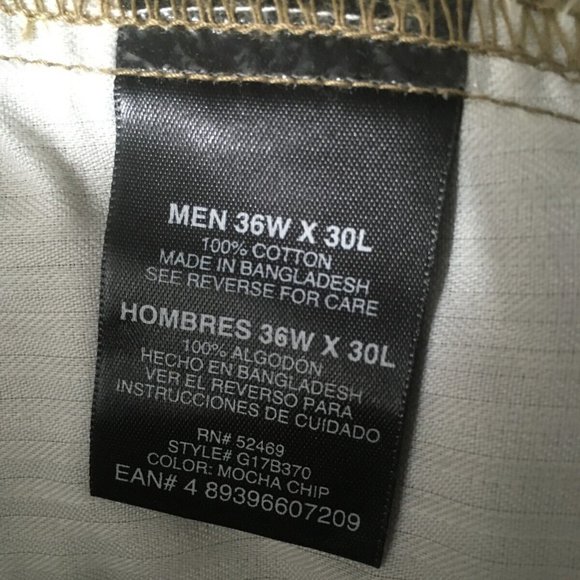 MEN 36W X 30L
100% COTTON
MADE IN BANGLADESH
SEE REVERSE FOR CARE
HOMBRES 36W X 30L
100% ALGODÓN
HECHO EN BANGLADESH
VER EL REVERSO PARA
INSTRUCCIONES DE CUIDADO
RN# 52469
STYLE# G17B370
COLOR: MOCHA CHIP
EAN# 4 89396607209